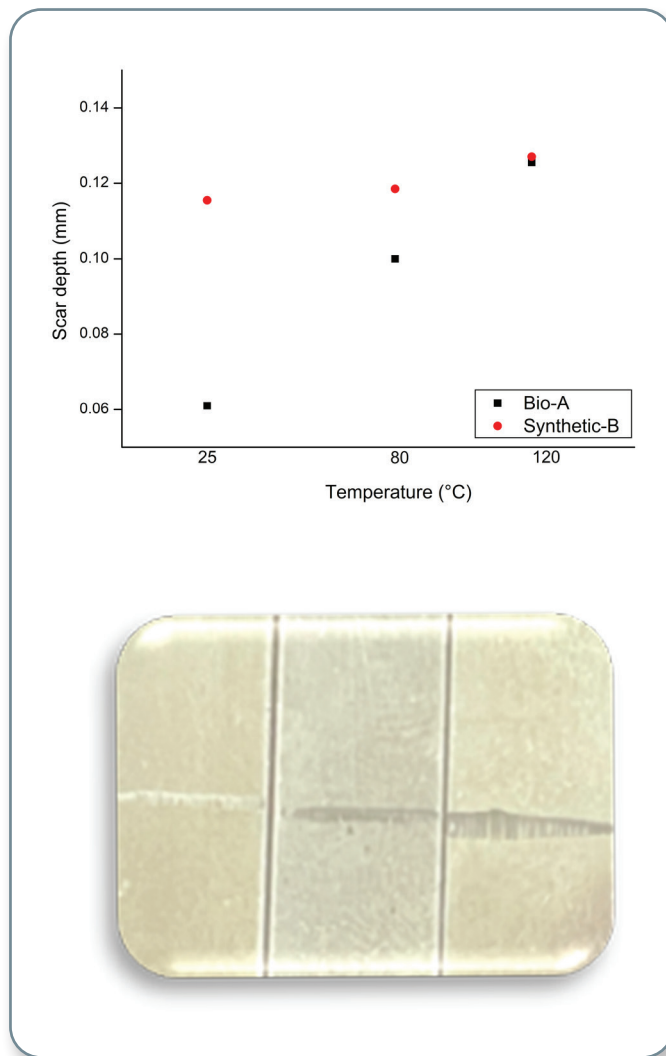 0.14
0.12
0.10
0.08
0.06
Scar depth (mm)
Bio-A
Synthetic-B
25 80 120
Temperature (°C)